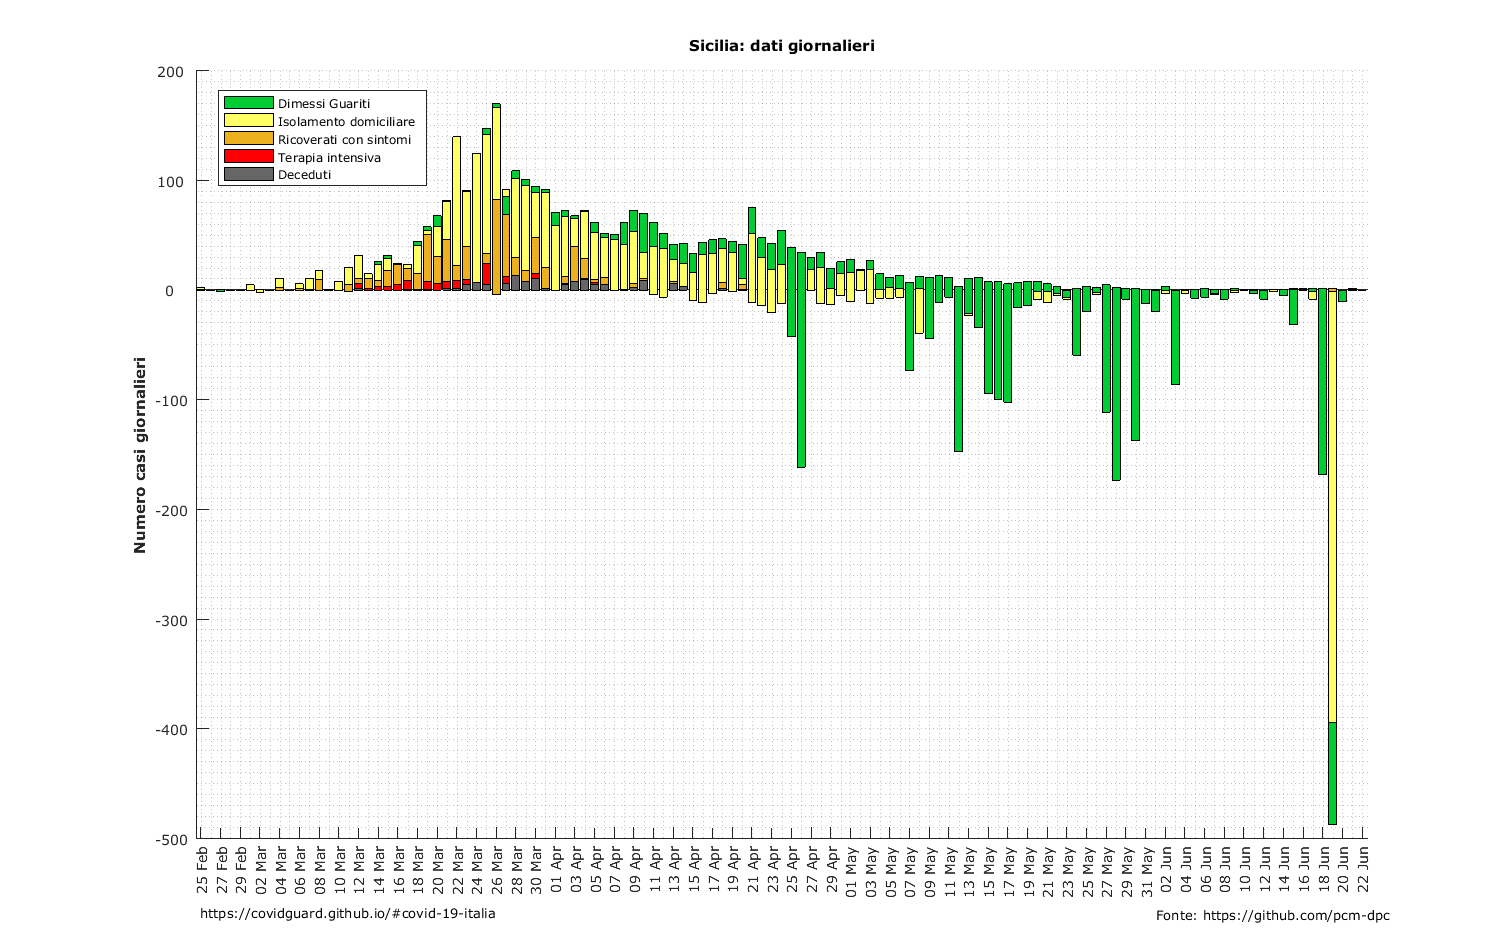 Sicilia: dati giornalieri
Numero casi giornalieri
200
100
0
-100
-200
-300
-400
-500
Dimessi Guariti
Isolamento domiciliare
Ricoverati con sintomi
Terapia intensiva
Deceduti
25 Feb
27 Feb
29 Feb
02 Mar
04 Mar
06 Mar
08 Mar
10 Mar
12 Mar
14 Mar
16 Mar
18 Mar
20 Mar
22 Mar
24 Mar
26 Mar
28 Mar
30 Mar
01 Apr
03 Apr
05 Apr
07 Apr
09 Apr
11 Apr
13 Apr
15 Apr
17 Apr
19 Apr
21 Apr
23 Apr
25 Apr
27 Apr
29 Apr
01 May
03 May
05 May
07 May
09 May
11 May
13 May
15 May
17 May
19 May
21 May
23 May
25 May
27 May
29 May
31 May
02 Jun
04 Jun
06 Jun
08 Jun
10 Jun
12 Jun
14 Jun
16 Jun
18 Jun
20 Jun
22 Jun
https://covidguard.github.io/#covid-19-italia
Fonte: https://github.com/pcm-dpc